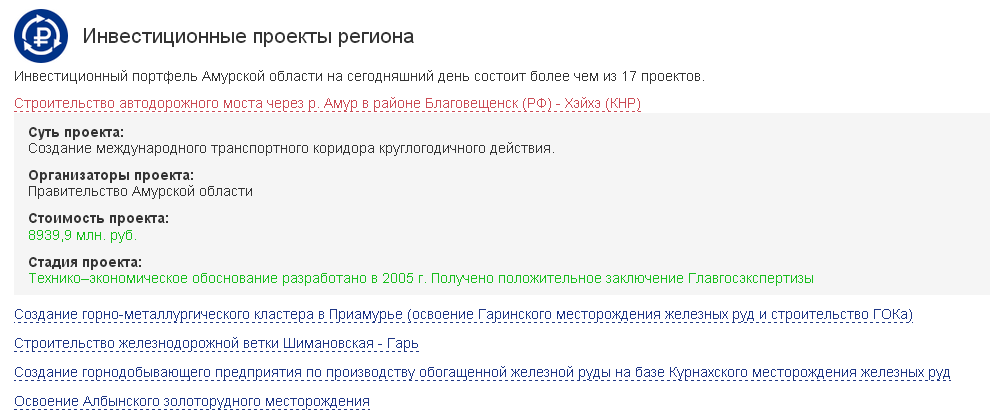 Инвестиционные проекты региона
Инвестиционный портфель Амурской области на сегодняшний день состоит более чем из 17 проектов.
Строительство автодорожного моста через р. Амур в районе Благовещенск (РФ) - Хэйхэ (КНР)
Суть проекта:
Создание международного транспортного коридора круглогодичного действия.
Организаторы проекта:
Правительство Амурской области
Стоимость проекта:
8939,9 млн. руб.
Стадия проекта:
Технико–экономическое обоснование разработано в 2005 г. Получено положительное заключение Главгосэкспертизы
Создание горно-металлургического кластера в Приамурье (освоение Гаринского месторождения железных руд и строительство ГОКа)
Строительство железнодорожной ветки Шимановская - Гарь
Создание горнодобывающего предприятия по производству обогащенной железной руды на базе Курнахского месторождения железных руд
Освоение Албынского золоторудного месторождения